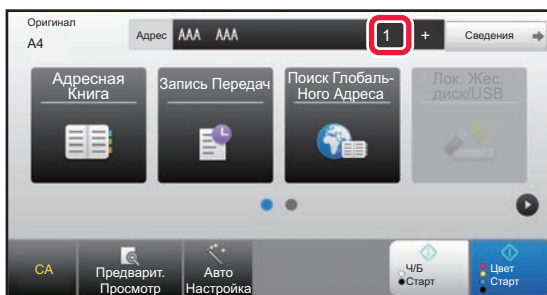 Оригинал
A4
Адрес AAA AAA 1 + Сведения
Адресная
Книга
Запись Передач
Поиск Глобаль-
Ного Адреса
Лок. Жес.
диск/USB
CA
Предварит.
Просмотр
Авто
Настройка
Ч/Б
Старт
Цвет
Старт